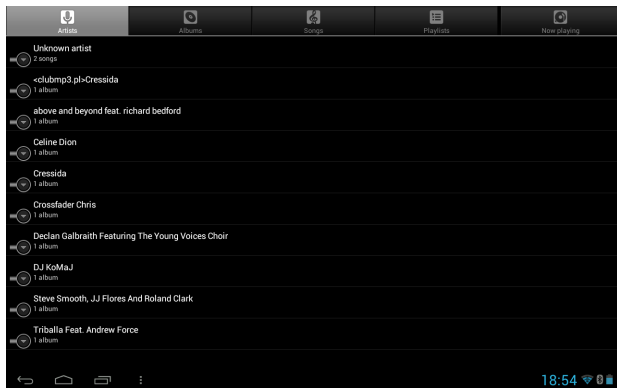 Artists
Albums
Songs
Playlists
Now playing
Unknown artist
2 songs
<clubmp3.pl>Cressida
1 album
above and beyond feat. richard bedford
1 album
Celine Dion
1 album
Cressida
1 album
Crossfader Chris
1 album
Declan Galbraith Featuring The Young Voices Choir
1 album
DJ KoMaJ
1 album
Steve Smooth, JJ Flores And Roland Clark
1 album
Triballa Feat. Andrew Force
1 album
18:54